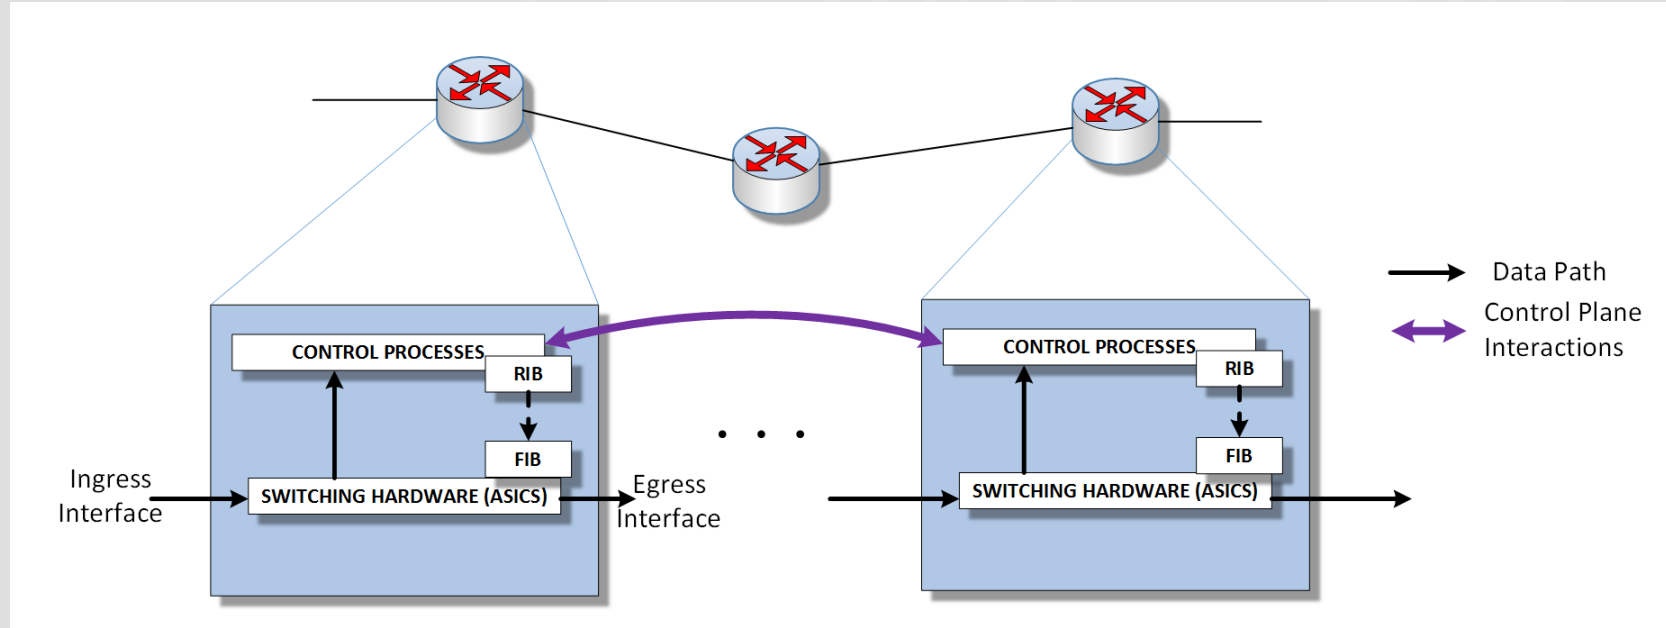 Data Path
Control Plane
Interactions
CONTROL PROCESSES
RIB
FIB
Ingress
Interface
SWITCHING HARDWARE (ASICS)
Egress
Interface
CONTROL PROCESSES
RIB
FIB
SWITCHING HARDWARE (ASICS)